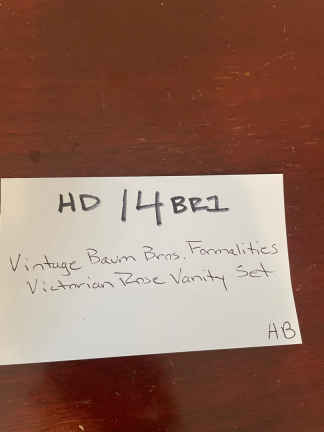 HD 14 BR1
Vintage Baum Bros. Formalities
Victorian Rose Vanity Set
HB